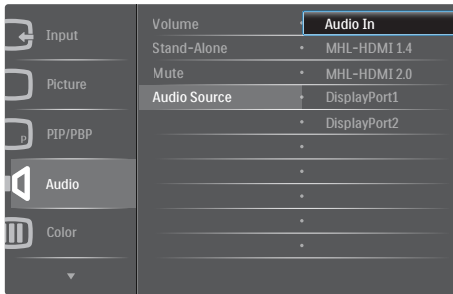 Input
Picture
P
PIP/PBP
Audio
Color
Volume
Stand-Alone
Mute
Audio Source
Audio In
MHL-HDMI 1.4
MHL-HDMI 2.0
DisplayPort1
DisplayPort2